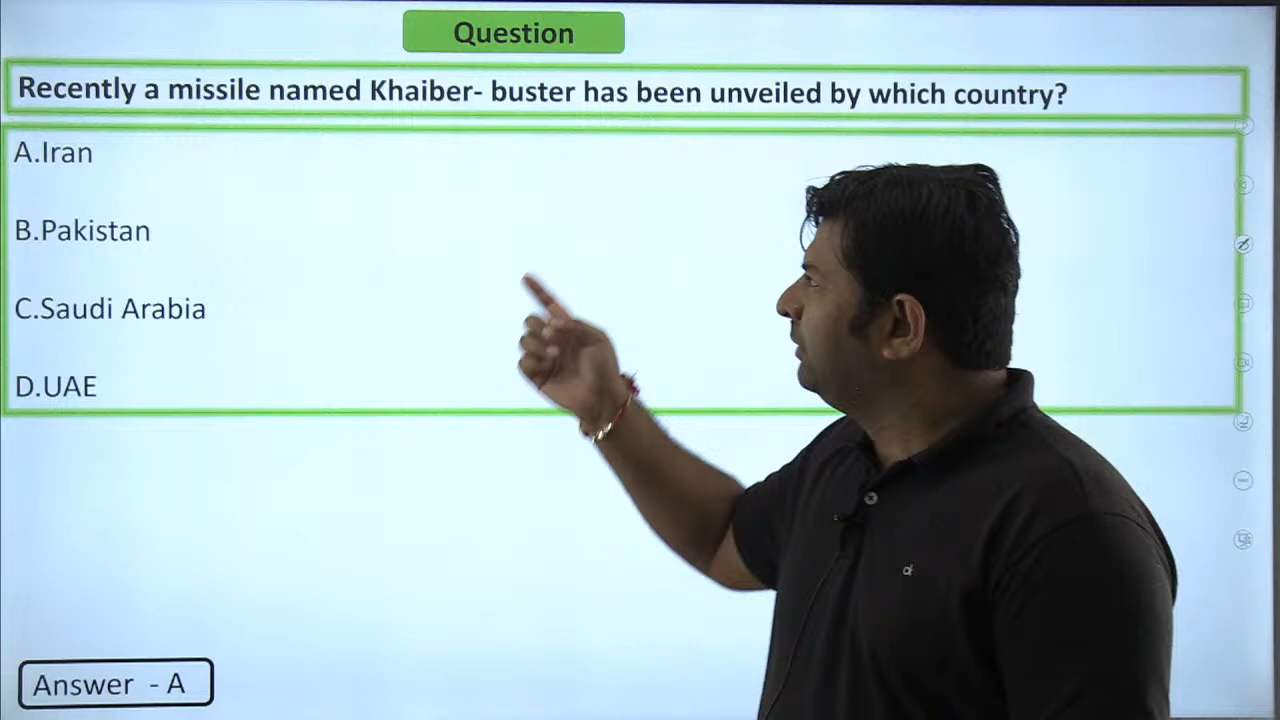 Question
Recently a missile named Khaiber- buster has been unveiled by which country?
A.Iran
B.Pakistan
C.Saudi Arabia
D.UAE
Answer - A